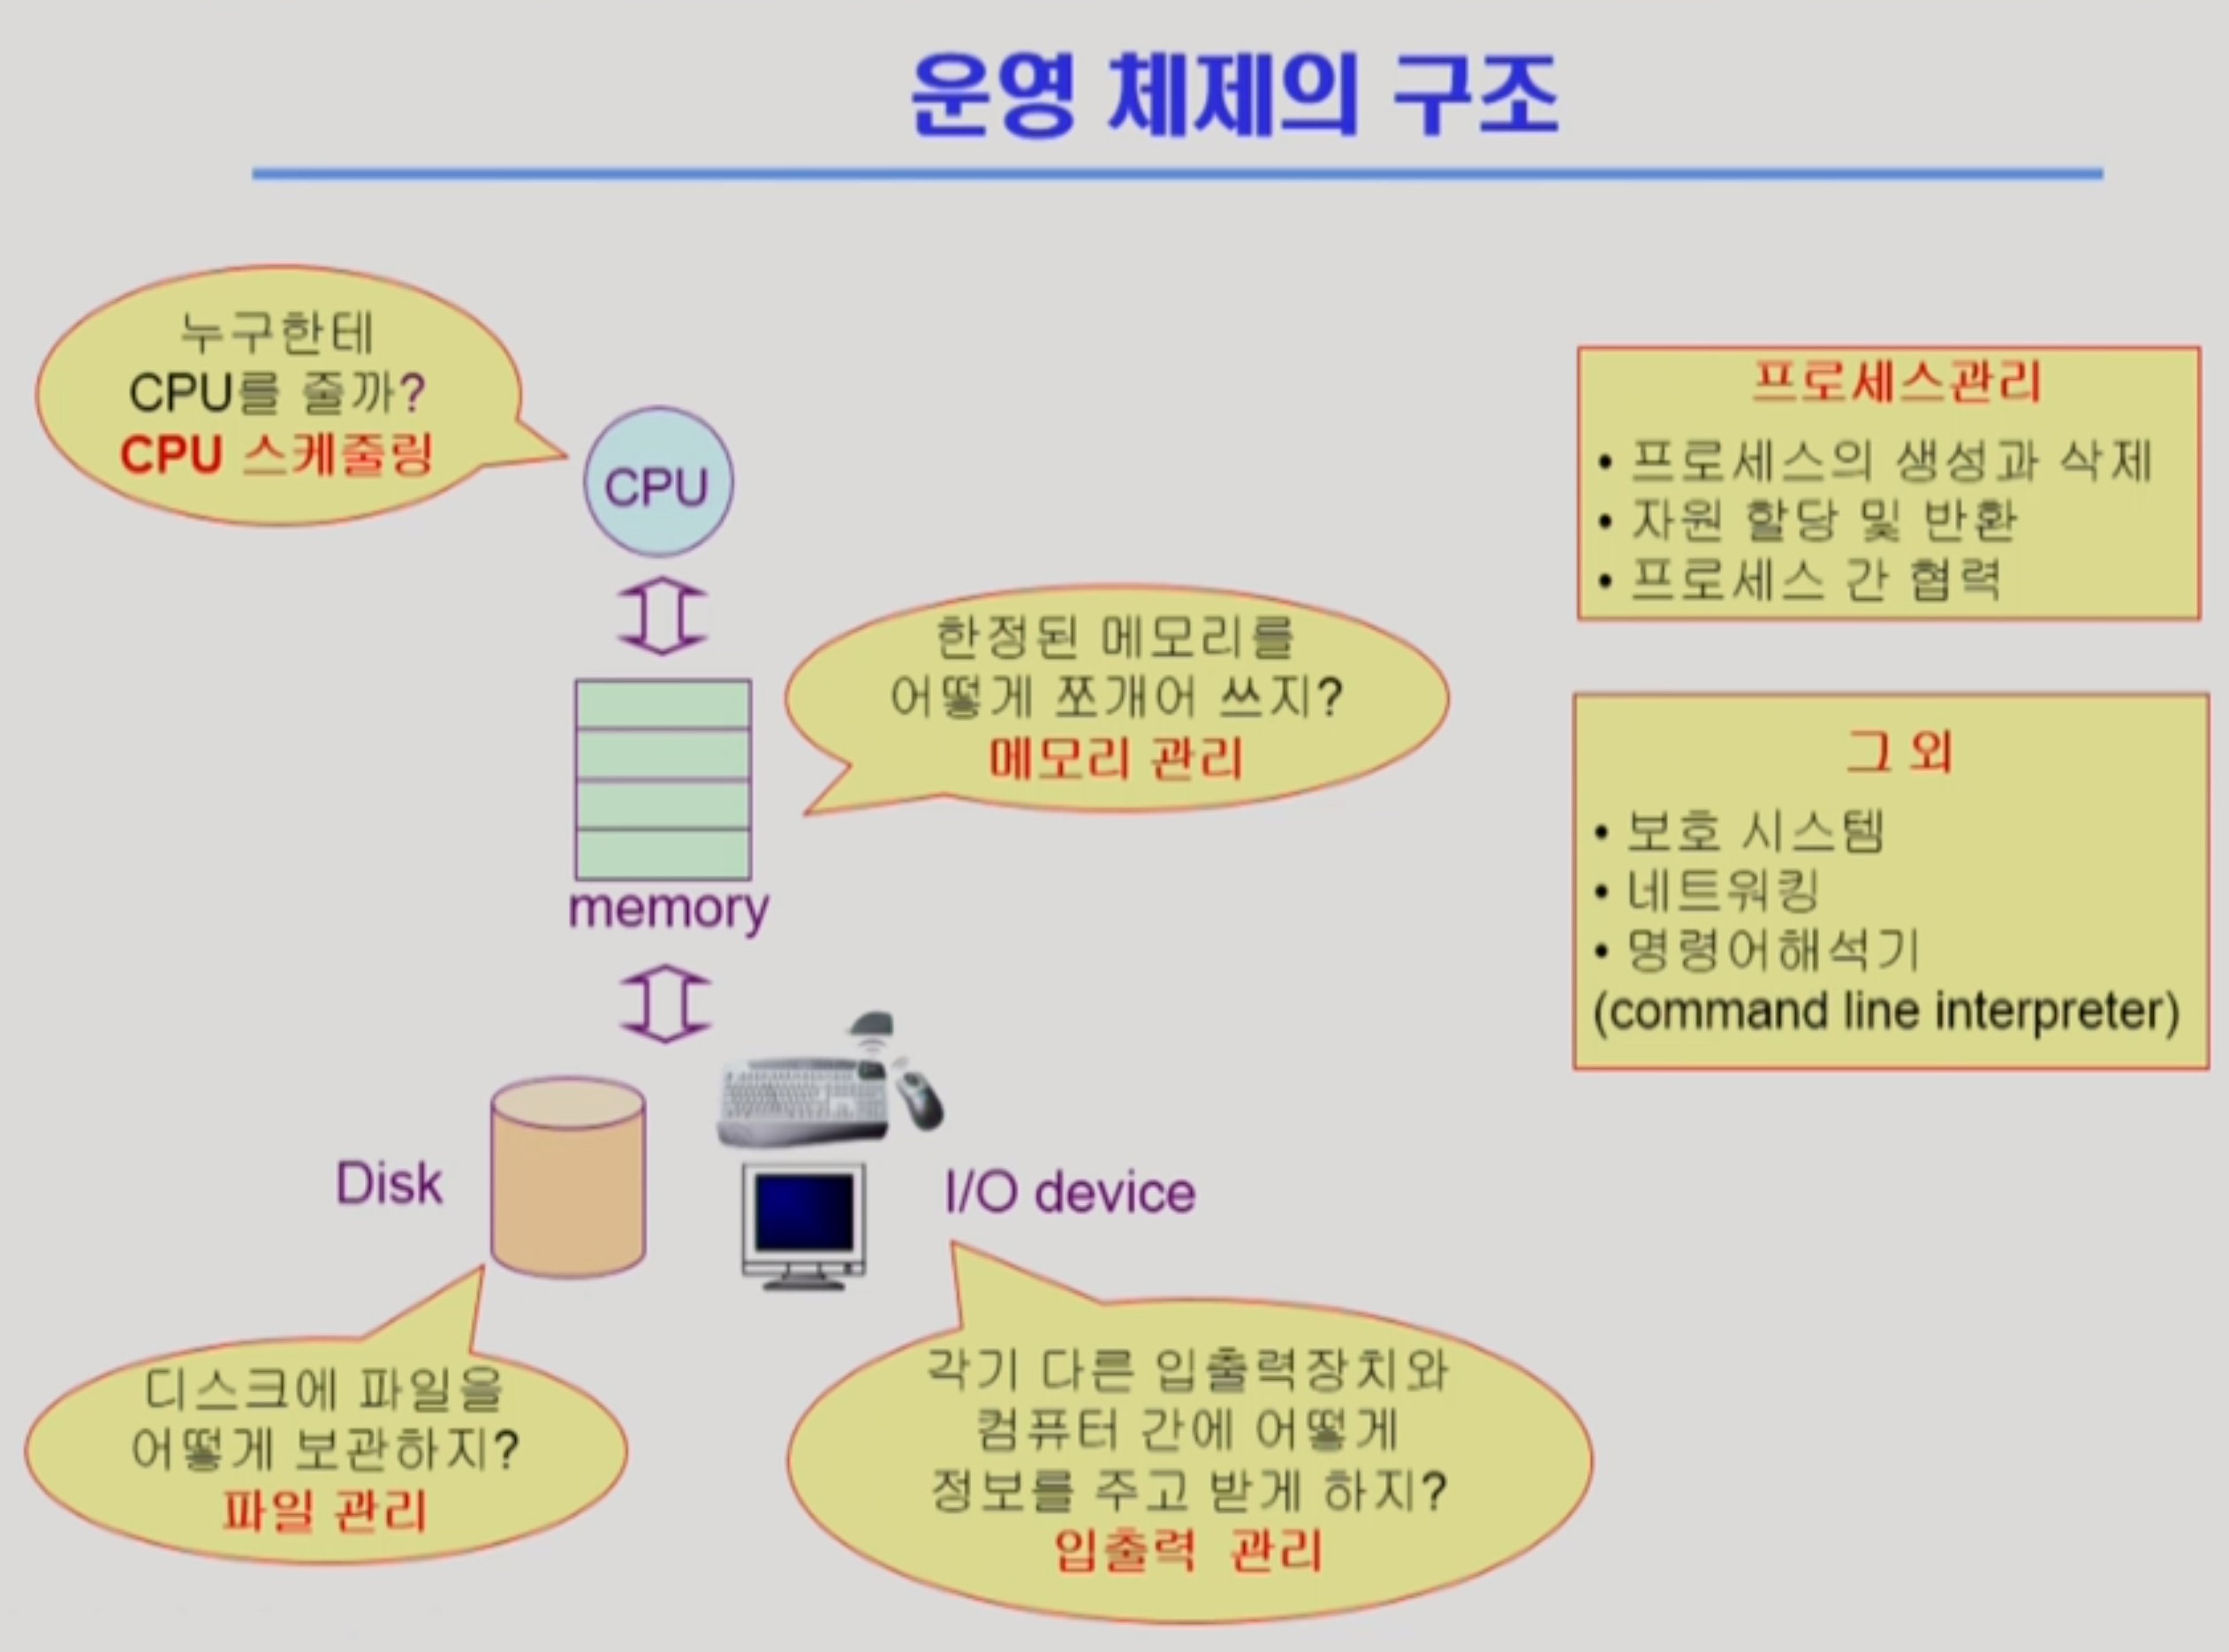 운영 체제의 구조
누구한테
CPU를 줄까?
CPU 스케줄링
CPU
한정된 메모리를
어떻게 쪼개어 쓰지?
메모리 관리
memory
Disk
I/O device
디스크에 파일을
어떻게 보관하지?
파일 관리
각기 다른 입출력장치와
컴퓨터 간에 어떻게
정보를 주고 받게 하지?
입출력 관리
프로세스관리
• 프로세스의 생성과 삭제
• 자원 할당 및 반환
• 프로세스 간 협력
그 외
• 보호 시스템
• 네트워킹
• 명령어해석기
(command line interpreter)